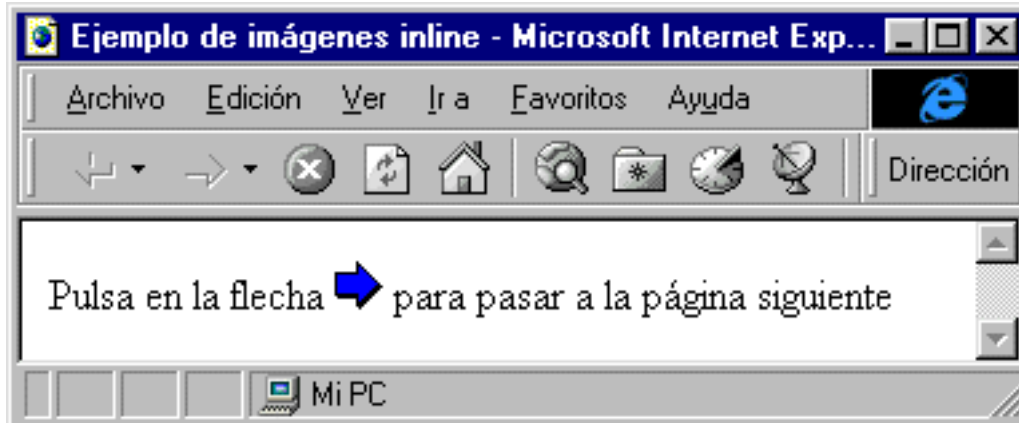 Ejemplo de imágenes inline - Microsoft Internet Exp...
Archivo Edición Ver Ir a Favoritos Ayuda
Dirección
Pulsa en la flecha para pasar a la página siguiente
Mi PC